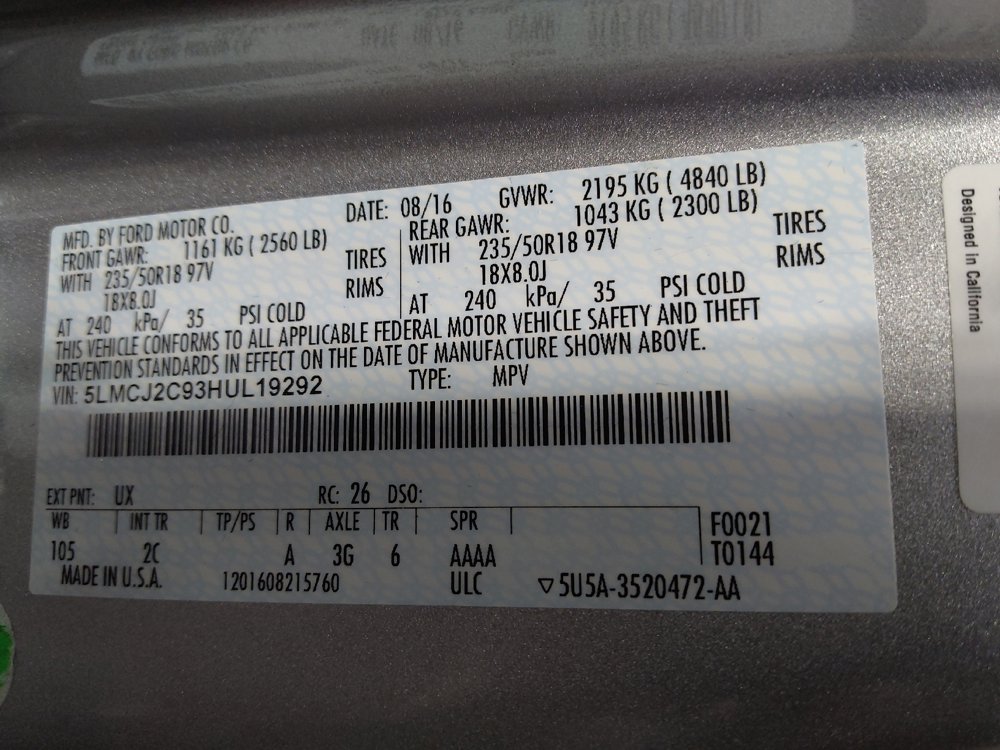 MFD. BY FORD MOTOR CO. DATE: 08/16 GVWR: 2195 KG ( 4840 LB)
FRONT GAWR: 1161 KG ( 2560 LB) REAR GAWR: 1043 KG ( 2300 LB)
WITH 235/50R18 97V TIRES WITH 235/50R18 97V TIRES
18X8.0J RIMS 18X8.0J RIMS
AT 240 kPa/ 35 PSI COLD AT 240 kPa/ 35 PSI COLD
THIS VEHICLE CONFORMS TO ALL APPLICABLE FEDERAL MOTOR VEHICLE SAFETY AND THEFT
PREVENTION STANDARDS IN EFFECT ON THE DATE OF MANUFACTURE SHOWN ABOVE.
VIN: 5LMCJ2C93HUL19292 TYPE: MPV
EXT PNT: UX RC: 26 DSO:
WB INT TR TP/PS R AXLE TR SPR F0021
105 2C A 3G 6 AAAA T0144
MADE IN U.S.A. 1201608215760 ULC ▽5U5A-3520472-AA
Designed in California